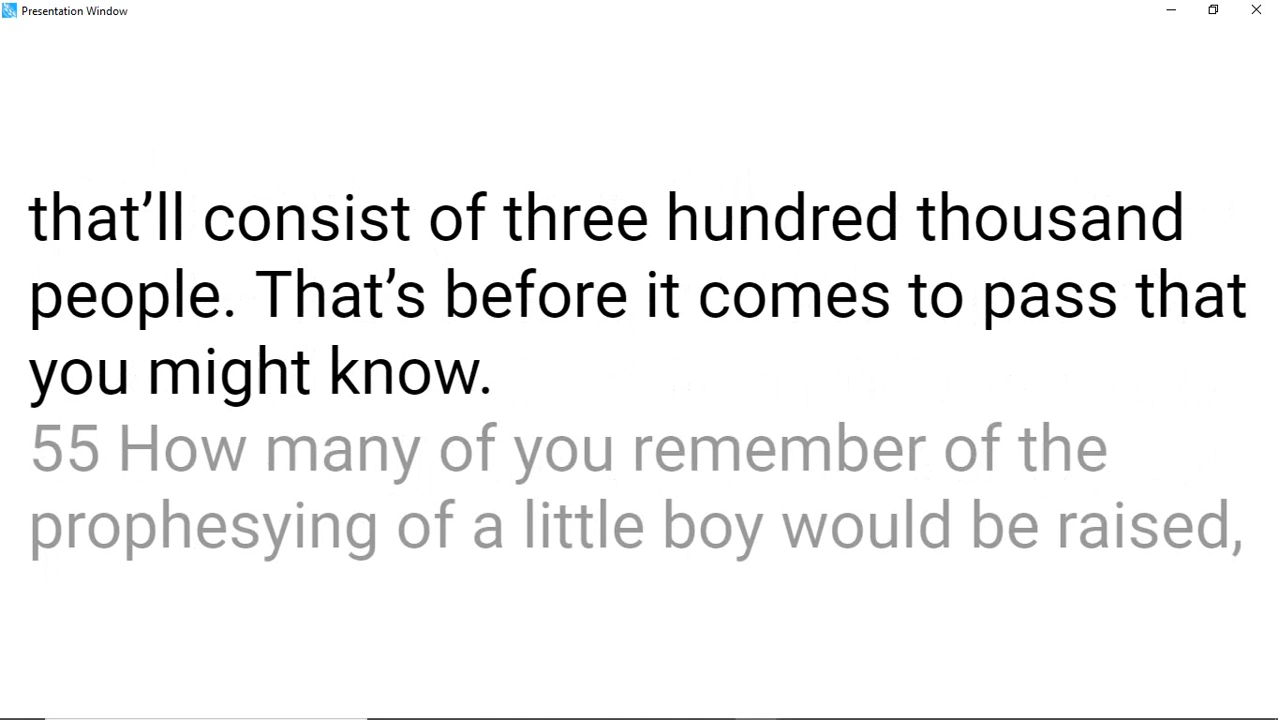 Presentation Window
that’ll consist of three hundred thousand
people. That’s before it comes to pass that
you might know.
55 How many of you remember of the
prophesying of a little boy would be raised,